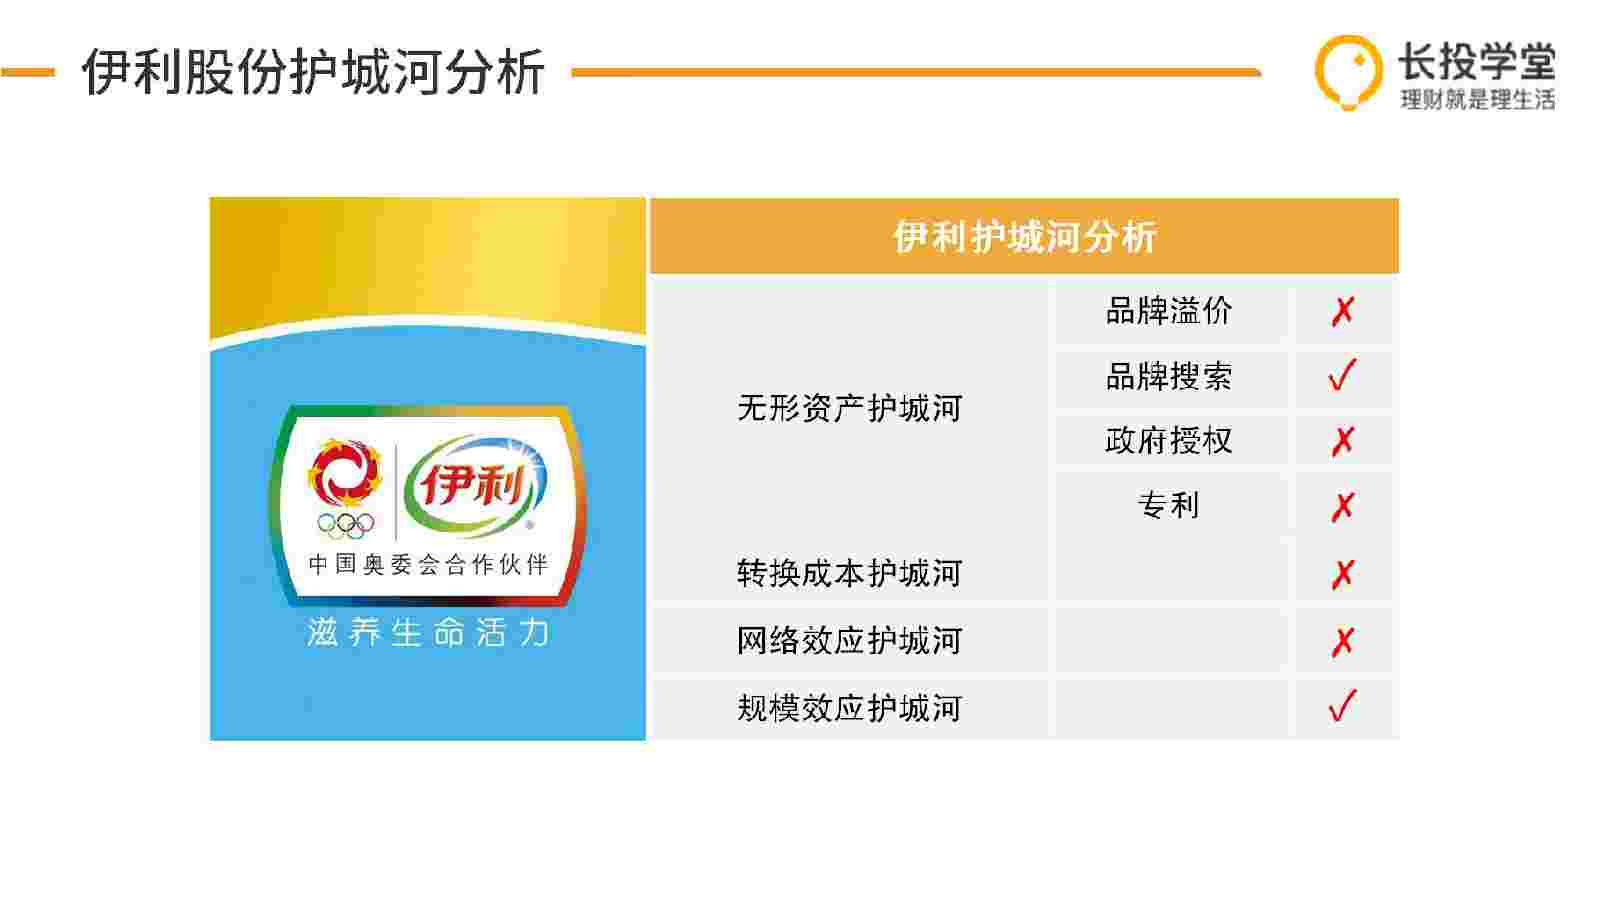 伊利股份护城河分析
长投学堂
理财就是理生活
伊利护城河分析
无形资产护城河
品牌溢价 ✗
品牌搜索 ✓
政府授权 ✗
专利 ✗
转换成本护城河 ✗
网络效应护城河 ✗
规模效应护城河 ✓
伊利
中国奥委会合作伙伴
滋养生命活力